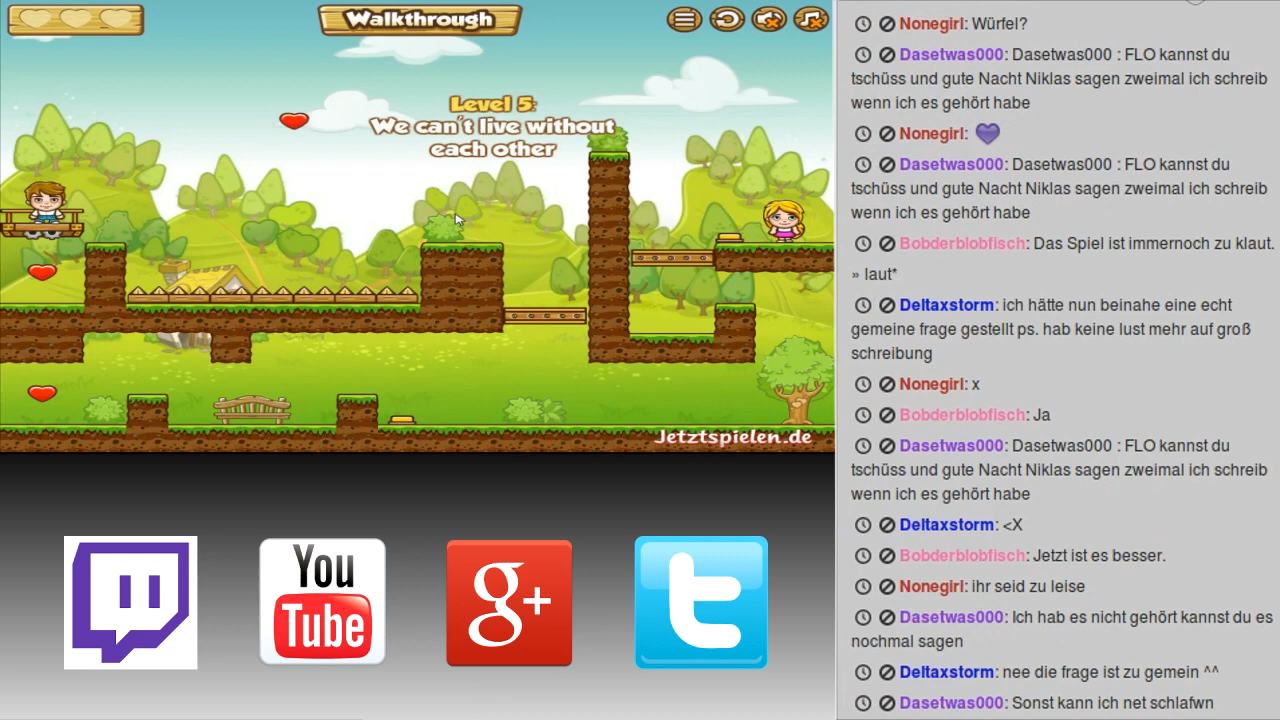 Walkthrough
Level 5:
We can't live without
each other
Jetztspielen.de
You
Tube
g+
t
Nonegirl: Würfel?
Dasetwas000: Dasetwas000 : FLO kannst du
tschüss und gute Nacht Niklas sagen zweimal ich schreib
wenn ich es gehört habe
Nonegirl: 💜
Dasetwas000: Dasetwas000 : FLO kannst du
tschüss und gute Nacht Niklas sagen zweimal ich schreib
wenn ich es gehört habe
Bobderblobfisch: Das Spiel ist immernoch zu klaut.
» laut*
Deltaxstorm: ich hätte nun beinahe eine echt
gemeine frage gestellt ps. hab keine lust mehr auf groß
schreibung
Nonegirl: x
Bobderblobfisch: Ja
Dasetwas000: Dasetwas000 : FLO kannst du
tschüss und gute Nacht Niklas sagen zweimal ich schreib
wenn ich es gehört habe
Deltaxstorm: <X
Bobderblobfisch: Jetzt ist es besser.
Nonegirl: ihr seid zu leise
Dasetwas000: Ich hab es nicht gehört kannst du es
nochmal sagen
Deltaxstorm: nee die frage ist zu gemein ^^
Dasetwas000: Sonst kann ich net schlafwn